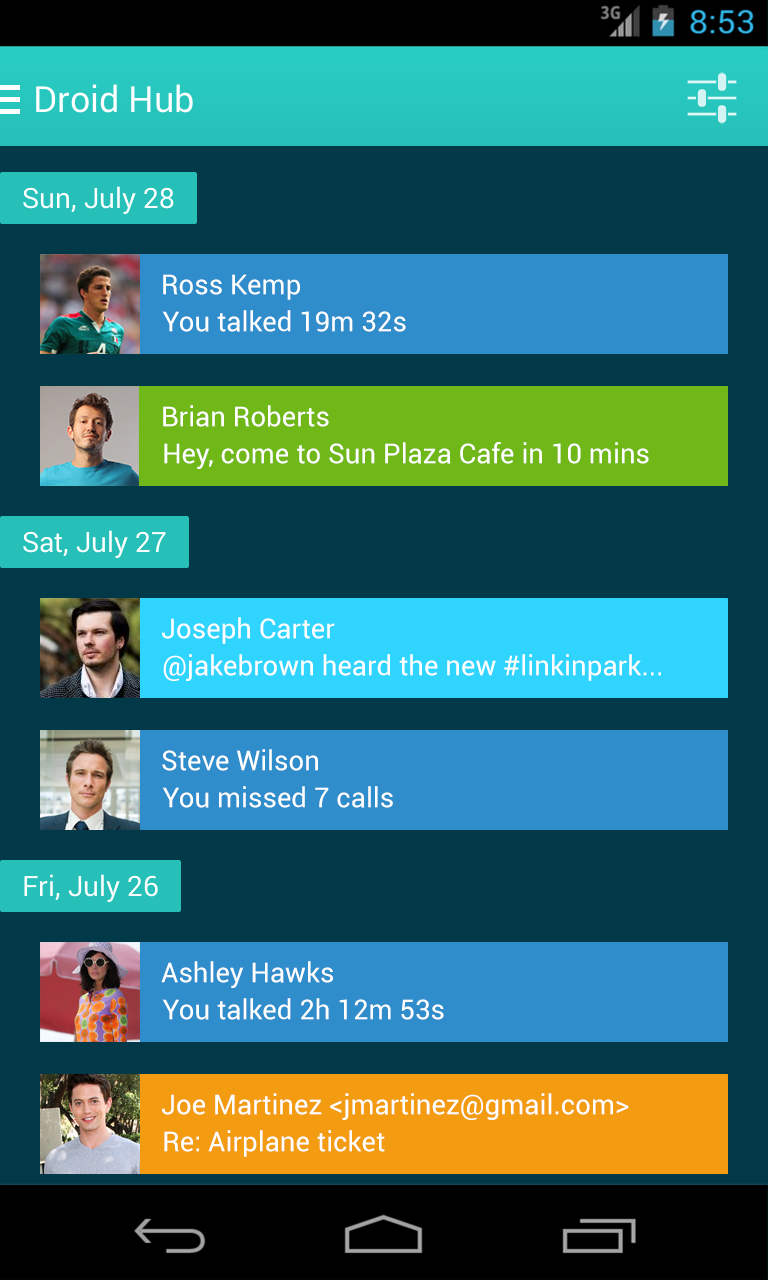 3G 8:53
Droid Hub
Sun, July 28
Ross Kemp
You talked 19m 32s
Brian Roberts
Hey, come to Sun Plaza Cafe in 10 mins
Sat, July 27
Joseph Carter
@jakebrown heard the new #linkinpark...
Steve Wilson
You missed 7 calls
Fri, July 26
Ashley Hawks
You talked 2h 12m 53s
Joe Martinez <jmartinez@gmail.com>
Re: Airplane ticket